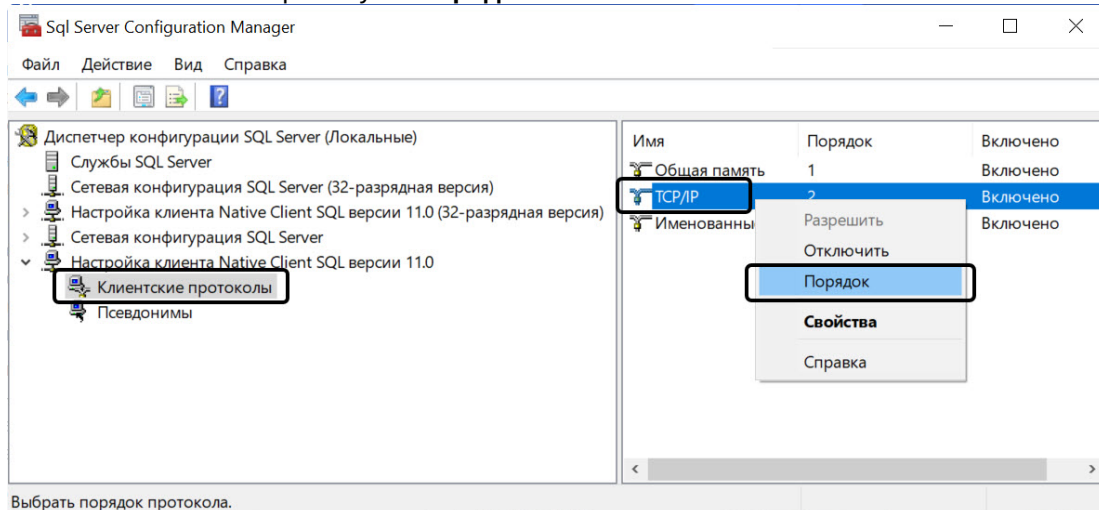 Sql Server Configuration Manager
Файл Действие Вид Справка
Диспетчер конфигурации SQL Server (Локальные)
Службы SQL Server
Сетевая конфигурация SQL Server (32-разрядная версия)
Настройка клиента Native Client SQL версии 11.0 (32-разрядная версия)
Сетевая конфигурация SQL Server
Настройка клиента Native Client SQL версии 11.0
Клиентские протоколы
Псевдонимы
Имя Порядок Включено
Общая память 1 Включено
TCP/IP 2 Включено
Именованны Включено
Разрешить
Отключить
Порядок
Свойства
Справка
Выбрать порядок протокола.